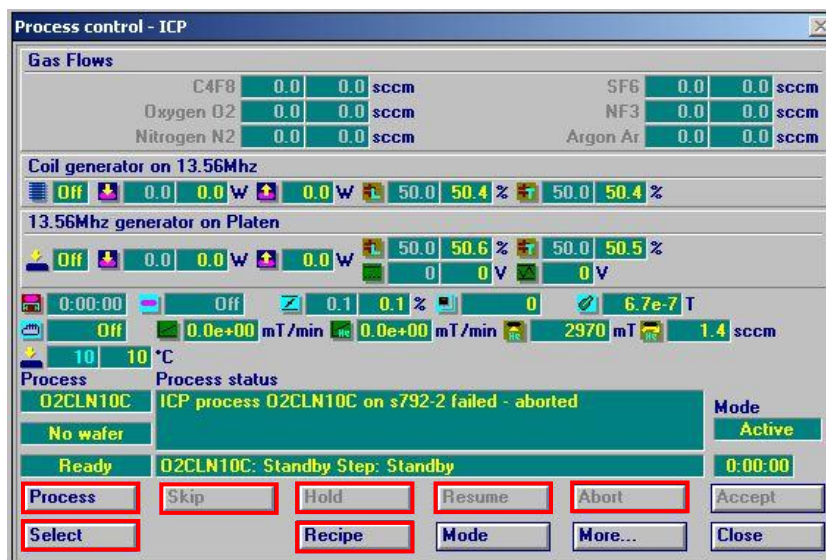 Process control - ICP
Gas Flows
C4F8 0.0 0.0 sccm SF6 0.0 0.0 sccm
Oxygen O2 0.0 0.0 sccm NF3 0.0 0.0 sccm
Nitrogen N2 0.0 0.0 sccm Argon Ar 0.0 0.0 sccm
Coil generator on 13.56Mhz
Off 0.0 0.0 W 0.0 W 50.0 50.4 % 50.0 50.4 %
13.56Mhz generator on Platen
50.0 50.6 % 50.0 50.5 %
Off 0.0 0.0 W 0.0 W
0 0 V 0 V
0:00:00 Off 0.1 0.1 % 0 6.7e-7 T
Off 0.0e+00 mT/min He 0.0e+00 mT/min He 2970 mT He 1.4 sccm
10 10 °C
Process Process status
O2CLN10C ICP process O2CLN10C on s792-2 failed - aborted Mode
No wafer Active
Ready O2CLN10C: Standby Step: Standby 0:00:00
Process Skip Hold Resume Abort Accept
Select Recipe Mode More... Close